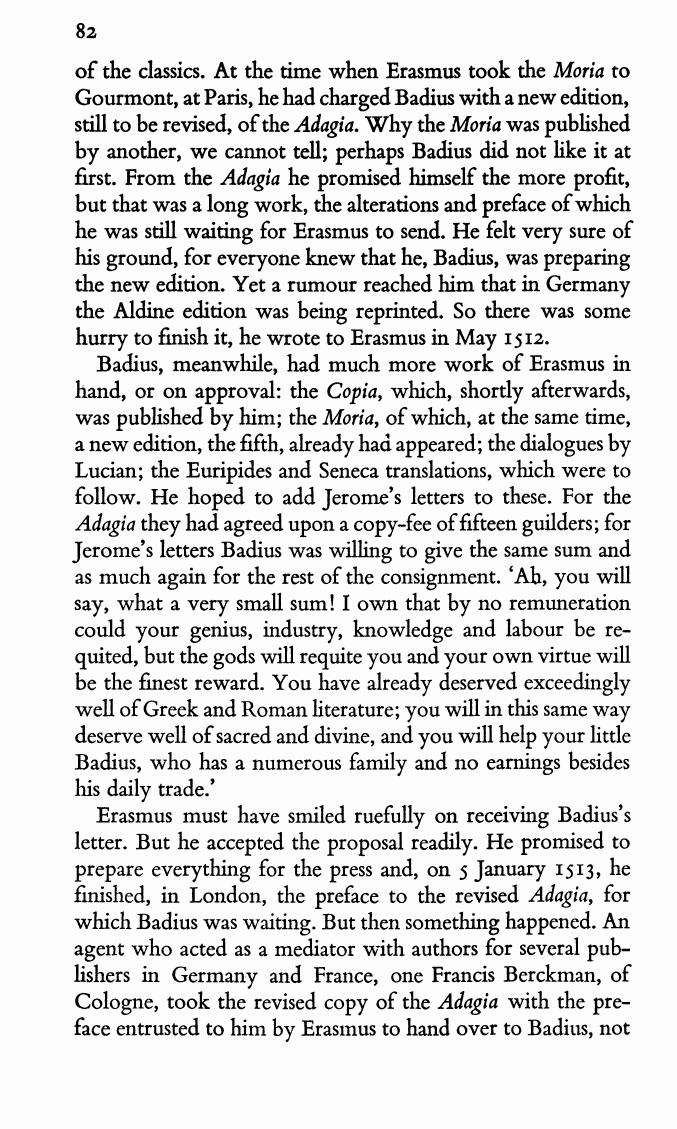 82
of the classics. At the time when Erasmus took the Moria to
Gourmont, at Paris, he had charged Badius with a new edition,
still to be revised, of the Adagia. Why the Moria was published
by another, we cannot tell; perhaps Badius did not like it at
first. From the Adagia he promised himself the more profit,
but that was a long work, the alterations and preface of which
he was still waiting for Erasmus to send. He felt very sure of
his ground, for everyone knew that he, Badius, was preparing
the new edition. Yet a rumour reached him that in Germany
the Aldine edition was being reprinted. So there was some
hurry to finish it, he wrote to Erasmus in May 1512.
Badius, meanwhile, had much more work of Erasmus in
hand, or on approval: the Copia, which, shortly afterwards,
was published by him; the Moria, of which, at the same time,
a new edition, the fifth, already had appeared; the dialogues by
Lucian; the Euripides and Seneca translations, which were to
follow. He hoped to add Jerome's letters to these. For the
Adagia they had agreed upon a copy-fee of fifteen guilders; for
Jerome's letters Badius was willing to give the same sum and
as much again for the rest of the consignment. 'Ah, you will
say, what a very small sum! I own that by no remuneration
could your genius, industry, knowledge and labour be re-
quited, but the gods will requite you and your own virtue will
be the finest reward. You have already deserved exceedingly
well of Greek and Roman literature; you will in this same way
deserve well of sacred and divine, and you will help your little
Badius, who has a numerous family and no earnings besides
his daily trade.'
Erasmus must have smiled ruefully on receiving Badius's
letter. But he accepted the proposal readily. He promised to
prepare everything for the press and, on 5 January 1513, he
finished, in London, the preface to the revised Adagia, for
which Badius was waiting. But then something happened. An
agent who acted as a mediator with authors for several pub-
lishers in Germany and France, one Francis Berckman, of
Cologne, took the revised copy of the Adagia with the pre-
face entrusted to him by Erasmus to hand over to Badius, not